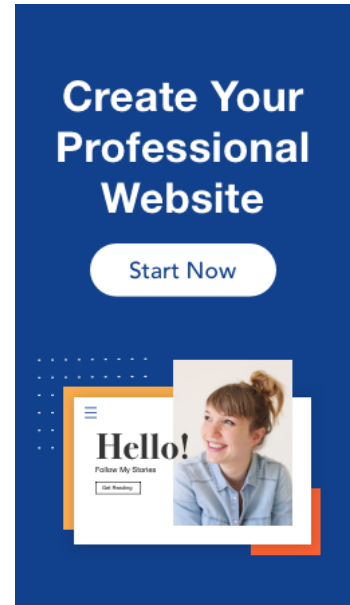 Create Your
Professional
Website
Start Now
Hello!
Follow My Stories
Get Reading